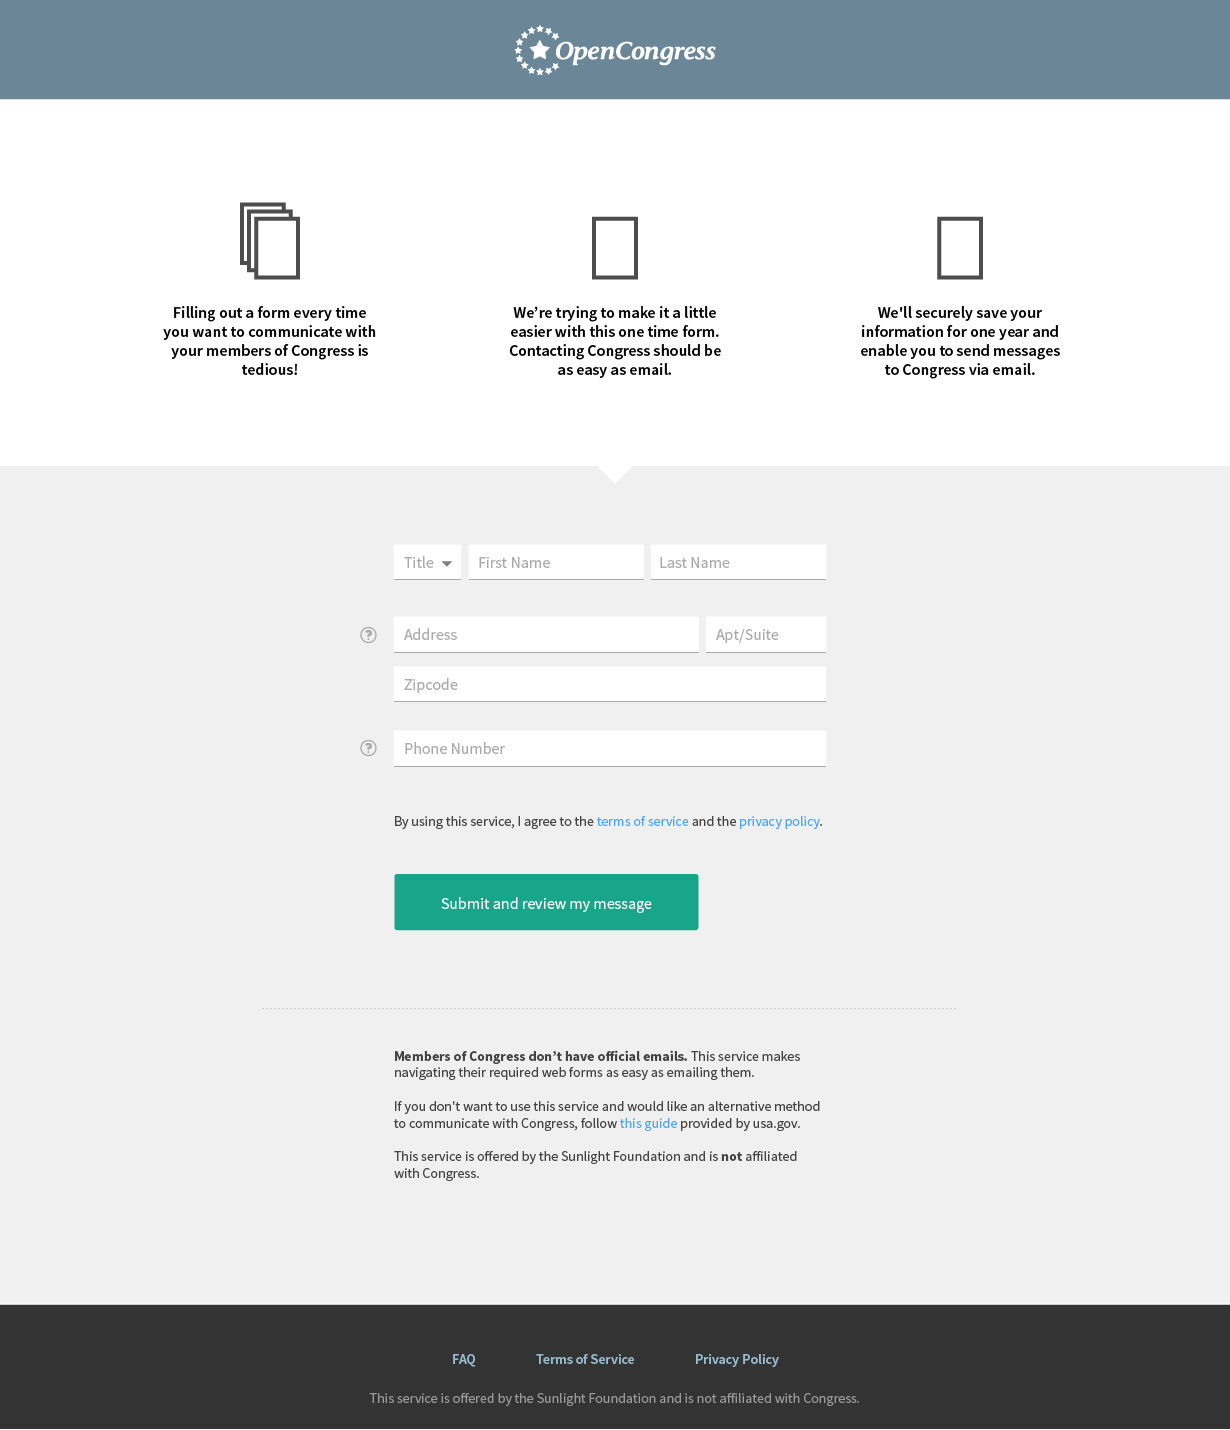 OpenCongress
Filling out a form every time
you want to communicate with
your members of Congress is
tedious!
We’re trying to make it a little
easier with this one time form.
Contacting Congress should be
as easy as email.
We'll securely save your
information for one year and
enable you to send messages
to Congress via email.
Title First Name Last Name
? Address Apt/Suite
Zipcode
? Phone Number
By using this service, I agree to the terms of service and the privacy policy.
Submit and review my message
Members of Congress don’t have official emails. This service makes
navigating their required web forms as easy as emailing them.
If you don't want to use this service and would like an alternative method
to communicate with Congress, follow this guide provided by usa.gov.
This service is offered by the Sunlight Foundation and is not affiliated
with Congress.
FAQ Terms of Service Privacy Policy
This service is offered by the Sunlight Foundation and is not affiliated with Congress.